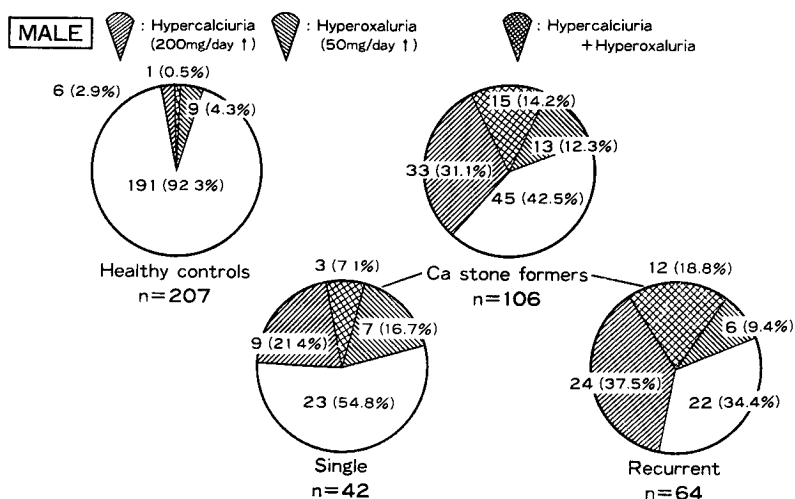 MALE
: Hypercalciuria
(200mg/day ↑)
: Hyperoxaluria
(50mg/day ↑)
: Hypercalciuria
+Hyperoxaluria
1 (0.5%)
6 (2.9%)
9 (4.3%)
191 (92.3%)
Healthy controls
n=207
15 (14.2%)
13 (12.3%)
33 (31.1%)
45 (42.5%)
Ca stone formers
n=106
3 (7.1%)
7 (16.7%)
9 (21.4%)
23 (54.8%)
Single
n=42
12 (18.8%)
6 (9.4%)
24 (37.5%)
22 (34.4%)
Recurrent
n=64